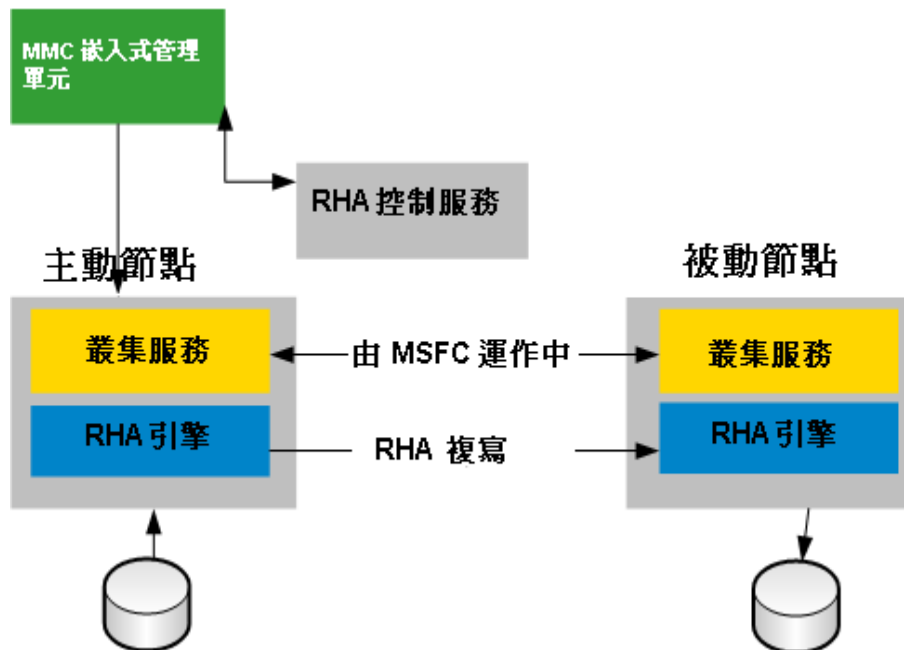 MMC 嵌入式管理
單元
RHA 控制服務
主動節點
被動節點
叢集服務
由 MSFC 運作中
叢集服務
RHA 引擎
RHA 複寫
RHA 引擎